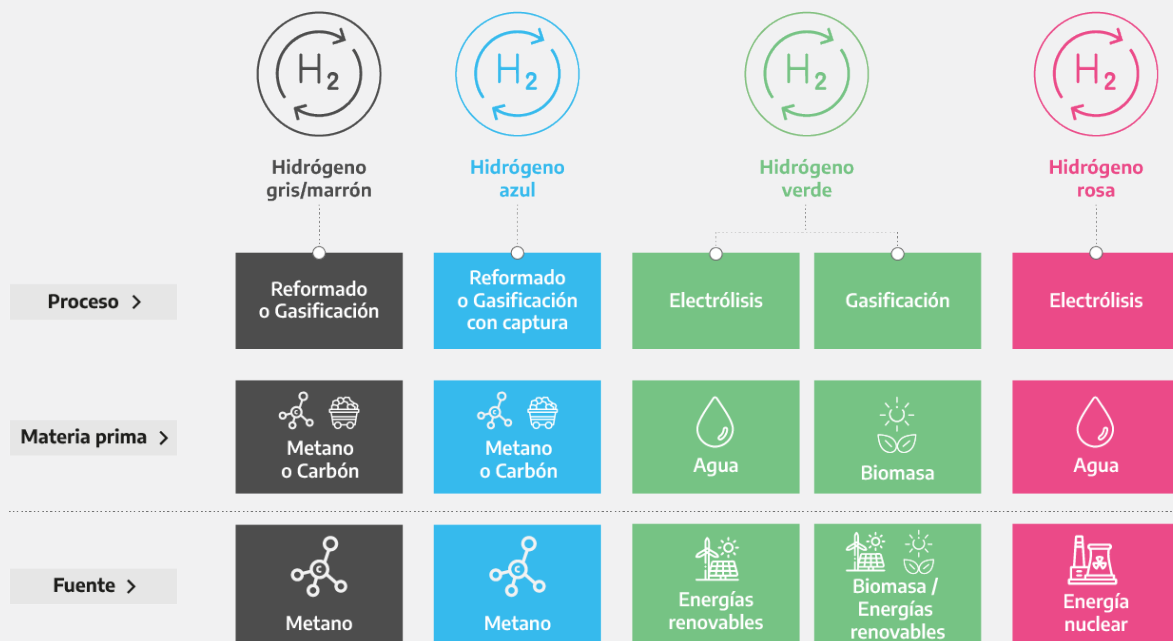 H2
H2
H2
H2
Hidrógeno
gris/marrón
Hidrógeno
azul
Hidrógeno
verde
Hidrógeno
rosa
Proceso >
Reformado
o Gasificación
Reformado
o Gasificación
con captura
Electrólisis
Gasificación
Electrólisis
Materia prima >
C
Metano
o Carbón
C
Metano
o Carbón
Agua
Biomasa
Agua
Fuente >
C
Metano
C
Metano
Energías
renovables
Biomasa /
Energías
renovables
Energía
nuclear